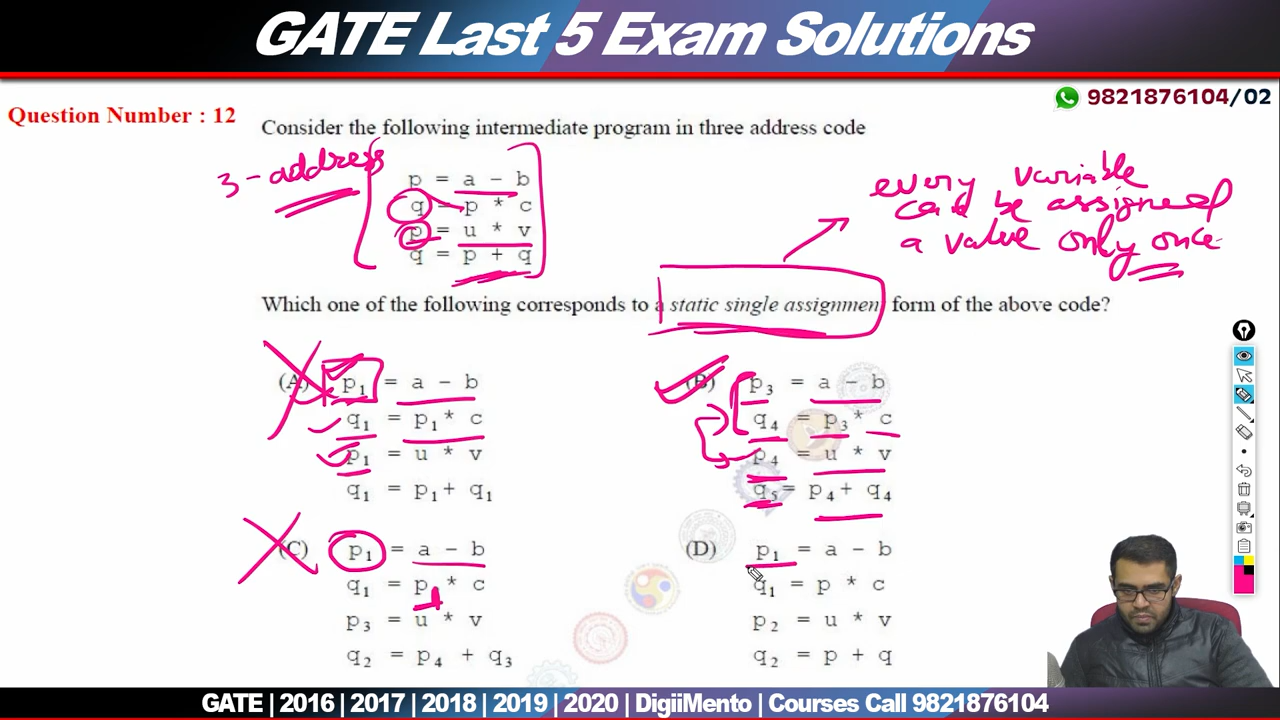 GATE Last 5 Exam Solutions
9821876104/02
Question Number : 12
Consider the following intermediate program in three address code
3-address
p = a - b
q = p * c
p = u * v
q = p + q
every variable
can be assigned
a value only once
Which one of the following corresponds to a static single assignmen form of the above code?
(A) p₁ = a - b
q₁ = p₁ * c
p₁ = u * v
q₁ = p₁ + q₁
(B) p₃ = a - b
q₄ = p₃ * c
p₄ = u * v
q₅ = p₄ + q₄
(C) p₁ = a - b
q₁ = p₁ * c
p₃ = u * v
q₂ = p₄ + q₃
(D) p₁ = a - b
q₁ = p * c
p₂ = u * v
q₂ = p + q
GATE | 2016 | 2017 | 2018 | 2019 | 2020 | DigiiMento | Courses Call 9821876104